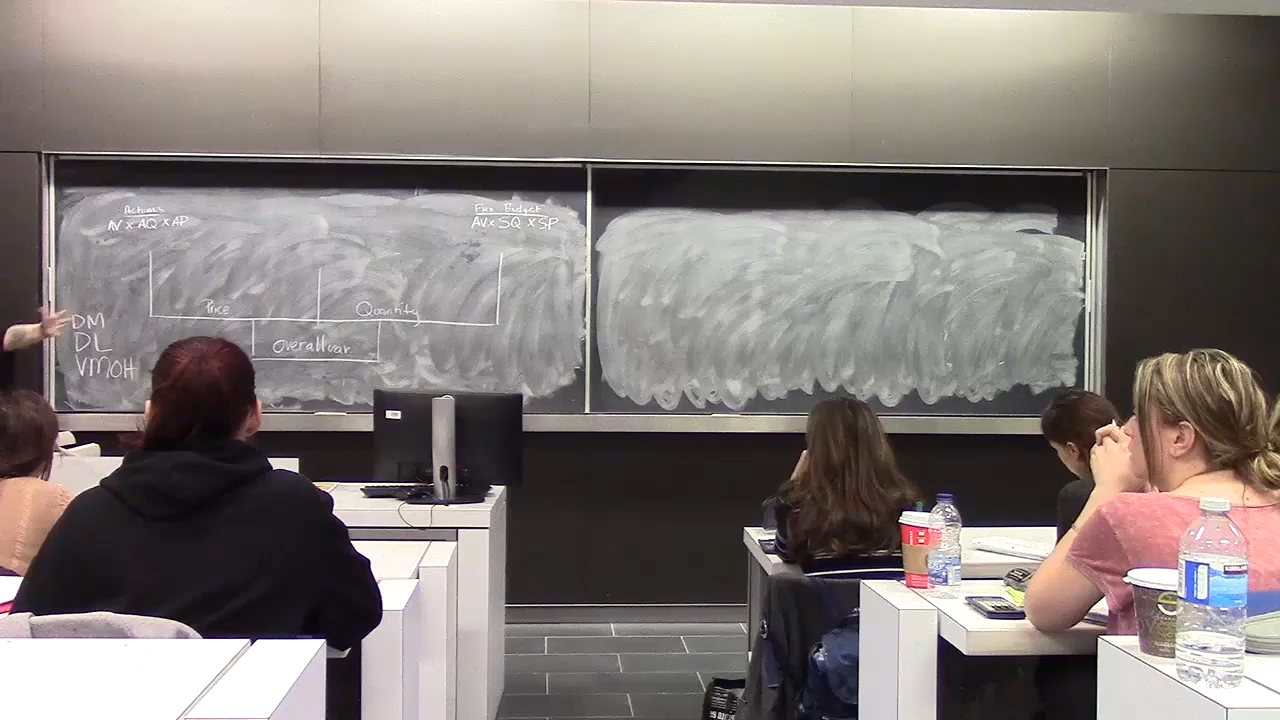 Actuals
AV x AQ x AP
Flex Budget
AV x SQ x SP
Price
Quantity
overall var
DM
DL
VMOH